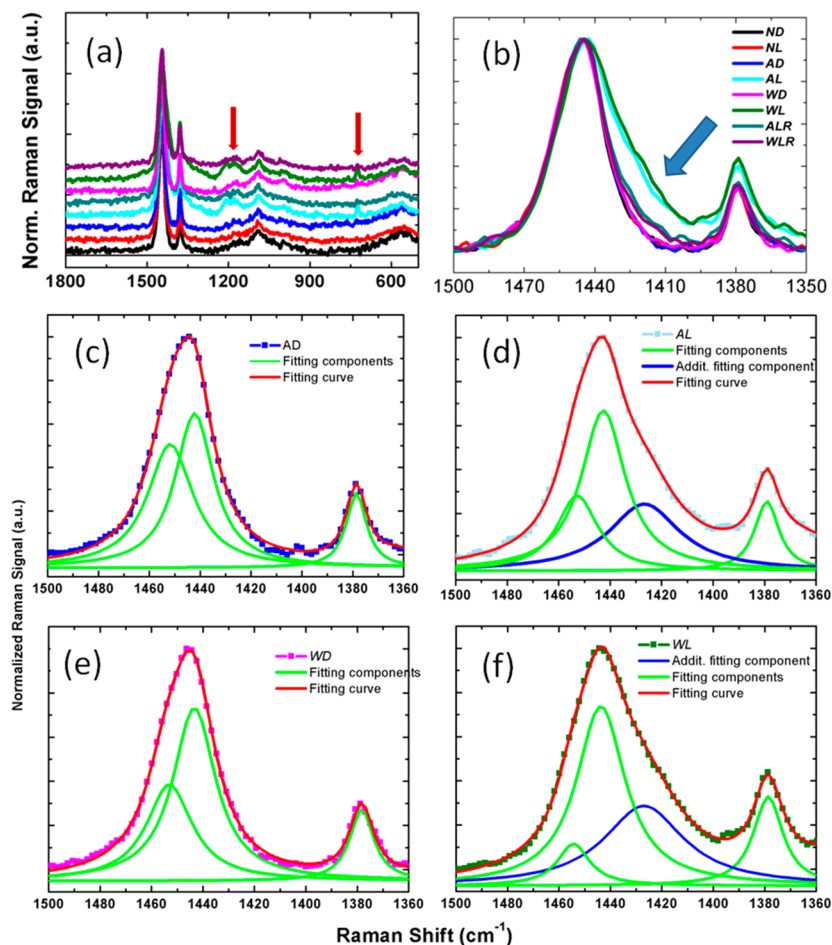 (a)
Norm. Raman Signal (a.u.)
1800 1500 1200 900 600
(b)
ND
NL
AD
AL
WD
WL
ALR
WLR
1500 1470 1440 1410 1380 1350
(c)
AD
Fitting components
Fitting curve
1500 1480 1460 1440 1420 1400 1380 1360
(d)
AL
Fitting components
Addit. fitting component
Fitting curve
1500 1480 1460 1440 1420 1400 1380 1360
Normalized Raman Signal (a.u.)
(e)
WD
Fitting components
Fitting curve
1500 1480 1460 1440 1420 1400 1380 1360
(f)
WL
Addit. fitting component
Fitting components
Fitting curve
1500 1480 1460 1440 1420 1400 1380 1360
Raman Shift (cm⁻¹)